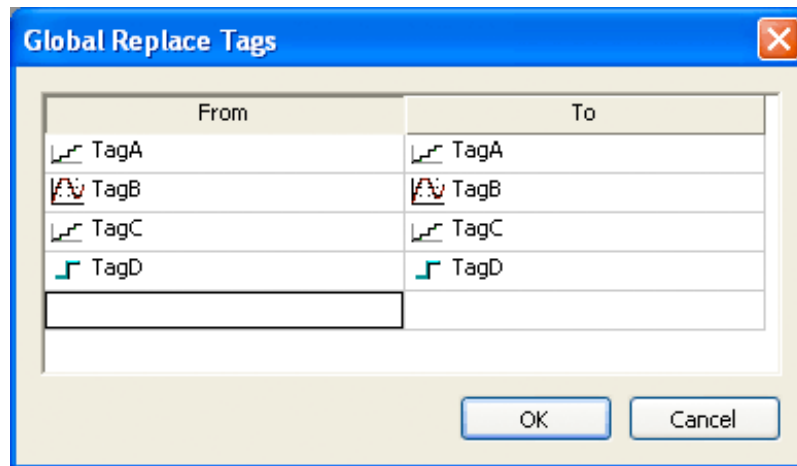 Global Replace Tags
From To
TagA TagA
TagB TagB
TagC TagC
TagD TagD
OK Cancel